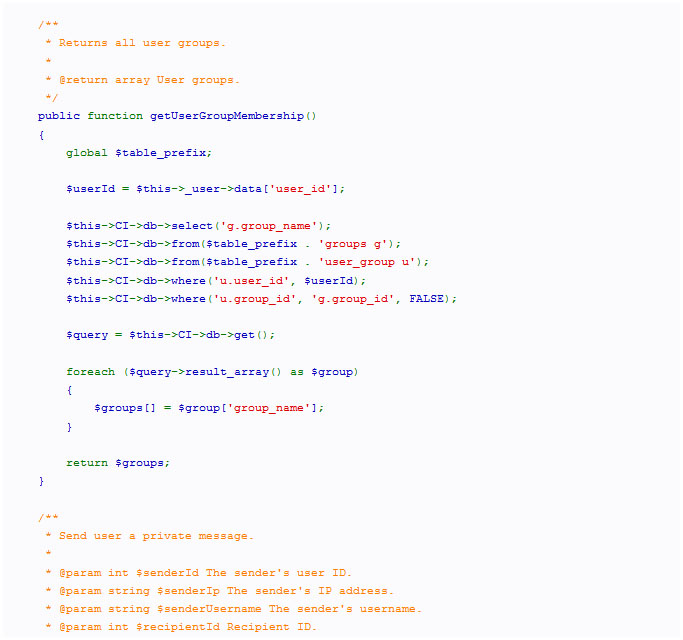 /**
 * Returns all user groups.
 *
 * @return array User groups.
 */
public function getUserGroupMembership()
{
    global $table_prefix;

    $userId = $this->_user->data['user_id'];

    $this->CI->db->select('g.group_name');
    $this->CI->db->from($table_prefix . 'groups g');
    $this->CI->db->from($table_prefix . 'user_group u');
    $this->CI->db->where('u.user_id', $userId);
    $this->CI->db->where('u.group_id', 'g.group_id', FALSE);

    $query = $this->CI->db->get();

    foreach ($query->result_array() as $group)
    {
        $groups[] = $group['group_name'];
    }

    return $groups;
}

/**
 * Send user a private message.
 *
 * @param int $senderId The sender's user ID.
 * @param string $senderIp The sender's IP address.
 * @param string $senderUsername The sender's username.
 * @param int $recipientId Recipient ID.